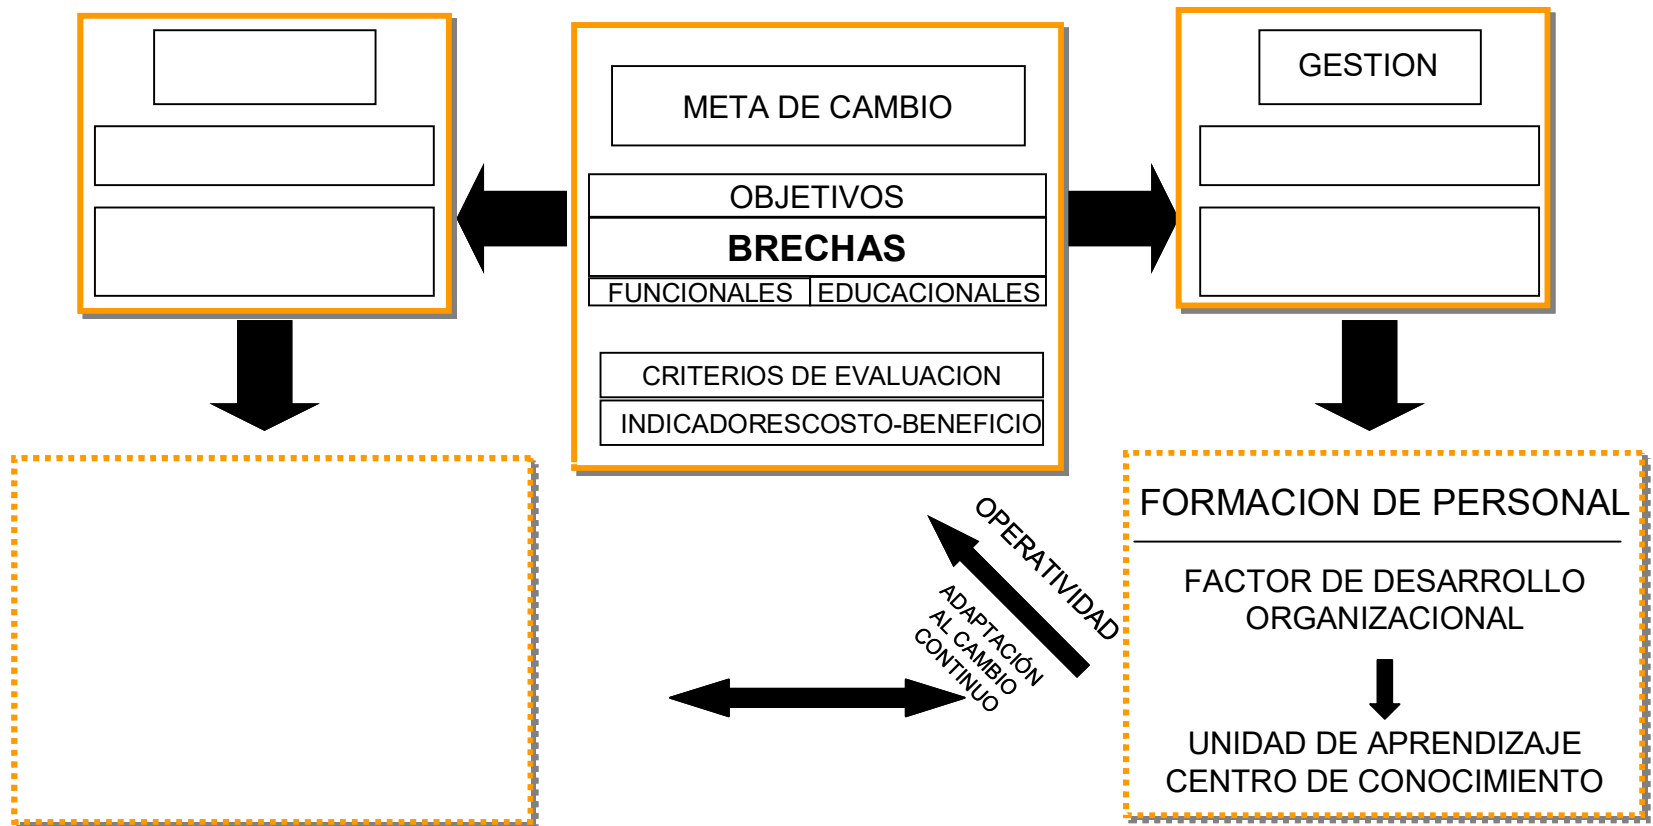 META DE CAMBIO
OBJETIVOS
BRECHAS
FUNCIONALES EDUCACIONALES
CRITERIOS DE EVALUACION
INDICADORESCOSTO-BENEFICIO
GESTION
OPERATIVIDAD
ADAPTACIÓN
AL CAMBIO
CONTINUO
FORMACION DE PERSONAL
FACTOR DE DESARROLLO
ORGANIZACIONAL
UNIDAD DE APRENDIZAJE
CENTRO DE CONOCIMIENTO